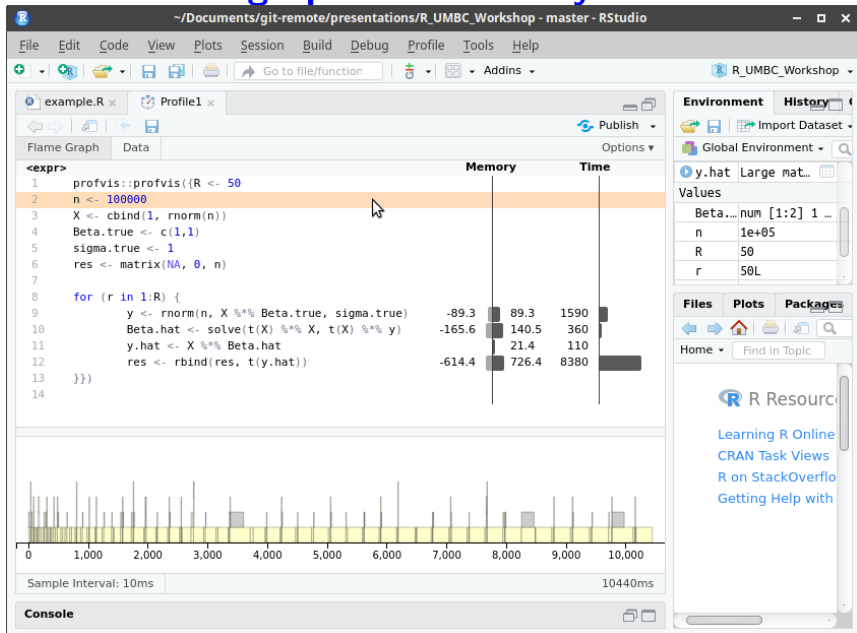 ~/Documents/git-remote/presentations/R_UMBC_Workshop - master - RStudio
File Edit Code View Plots Session Build Debug Profile Tools Help
Go to file/function Addins R_UMBC_Workshop
example.R Profile1
Publish
Flame Graph Data Options
<expr> Memory Time
1 profvis::profvis({R <- 50
2 n <- 100000
3 X <- cbind(1, rnorm(n))
4 Beta.true <- c(1,1)
5 sigma.true <- 1
6 res <- matrix(NA, 0, n)
7
8 for (r in 1:R) {
9 y <- rnorm(n, X %*% Beta.true, sigma.true) -89.3 89.3 1590
10 Beta.hat <- solve(t(X) %*% X, t(X) %*% y) -165.6 140.5 360
11 y.hat <- X %*% Beta.hat 21.4 110
12 res <- rbind(res, t(y.hat)) -614.4 726.4 8380
13 }})
14
0 1,000 2,000 3,000 4,000 5,000 6,000 7,000 8,000 9,000 10,000
Sample Interval: 10ms 10440ms
Console
Environment History
Import Dataset
Global Environment
y.hat Large mat…
Values
Beta.… num [1:2] 1 …
n 1e+05
R 50
r 50L
Files Plots Packages
Home Find in Topic
R Resourc
Learning R Online
CRAN Task Views
R on StackOverflo
Getting Help with